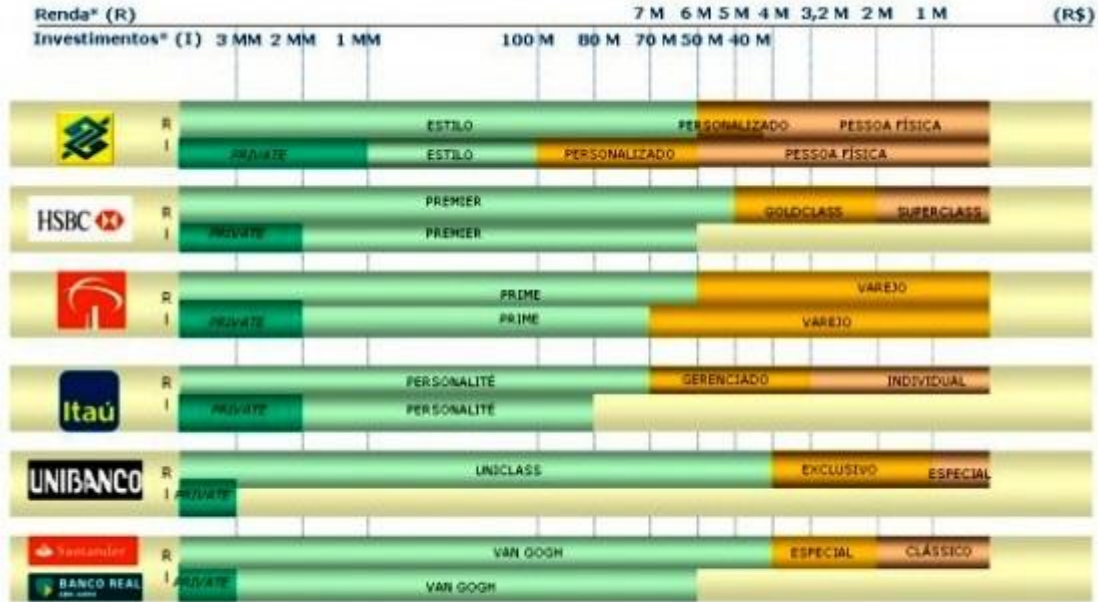 Renda* (R) 7 M 6 M 5 M 4 M 3,2 M 2 M 1 M (R$)
Investimentos* (I) 3 MM 2 MM 1 MM 100 M 80 M 70 M 50 M 40 M
R ESTILO PERSONALIZADO PESSOA FÍSICA
I PRIVATE ESTILO PERSONALIZADO PESSOA FÍSICA
HSBC
R PREMIER GOLDCLASS SUPERCLASS
I PRIVATE PREMIER
R PRIME VAREJO
I PRIVATE PRIME VAREJO
Itaú
R PERSONALITÉ GERENCIADO INDIVIDUAL
I PRIVATE PERSONALITÉ
UNIBANCO
R UNICLASS EXCLUSIVO ESPECIAL
I PRIVATE
Santander
R VAN GOGH ESPECIAL CLÁSSICO
BANCO REAL
I PRIVATE VAN GOGH